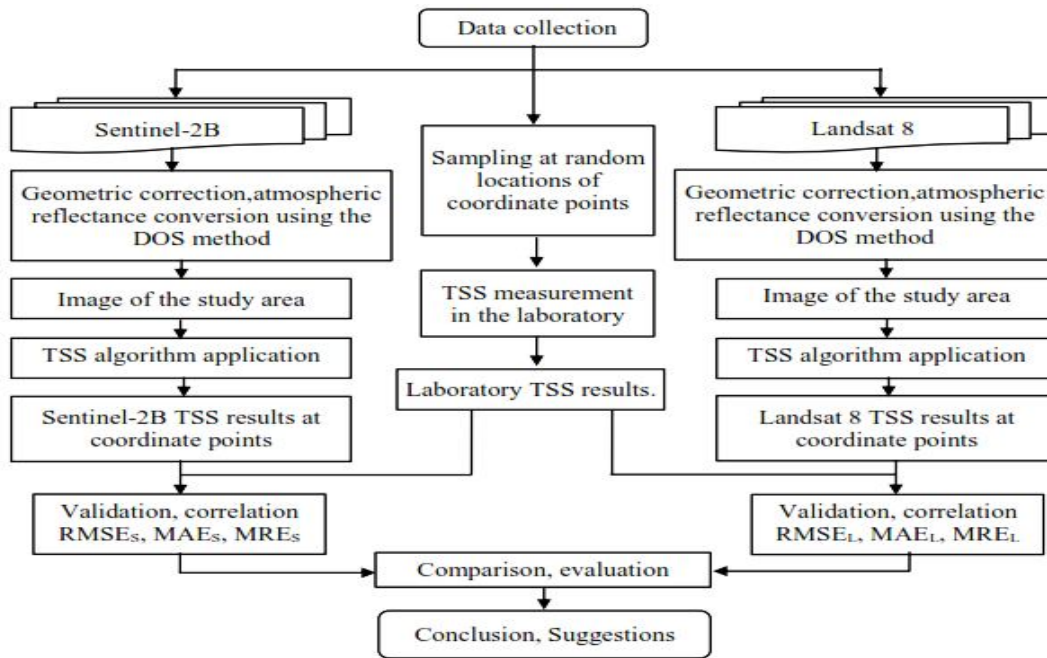 Data collection
Sentinel-2B
Geometric correction,atmospheric
reflectance conversion using the
DOS method
Image of the study area
TSS algorithm application
Sentinel-2B TSS results at
coordinate points
Validation, correlation
RMSES, MAES, MRES
Sampling at random
locations of
coordinate points
TSS measurement
in the laboratory
Laboratory TSS results.
Landsat 8
Geometric correction,atmospheric
reflectance conversion using the
DOS method
Image of the study area
TSS algorithm application
Landsat 8 TSS results at
coordinate points
Validation, correlation
RMSEL, MAEL, MREL
Comparison, evaluation
Conclusion, Suggestions